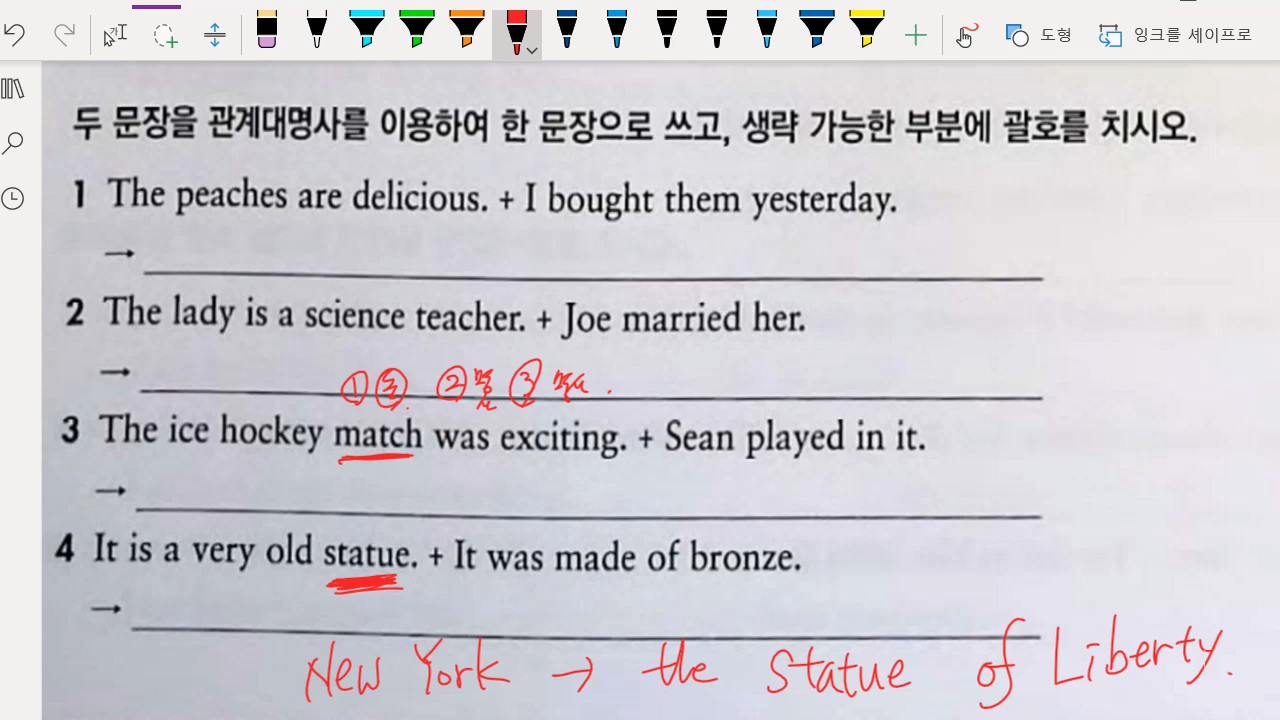 도형
잉크를 셰이프로
두 문장을 관계대명사를 이용하여 한 문장으로 쓰고, 생략 가능한 부분에 괄호를 치시오.
1 The peaches are delicious. + I bought them yesterday.
→
2 The lady is a science teacher. + Joe married her.
→
① ② ③
3 The ice hockey match was exciting. + Sean played in it.
→
4 It is a very old statue. + It was made of bronze.
→
New York → the Statue of Liberty.